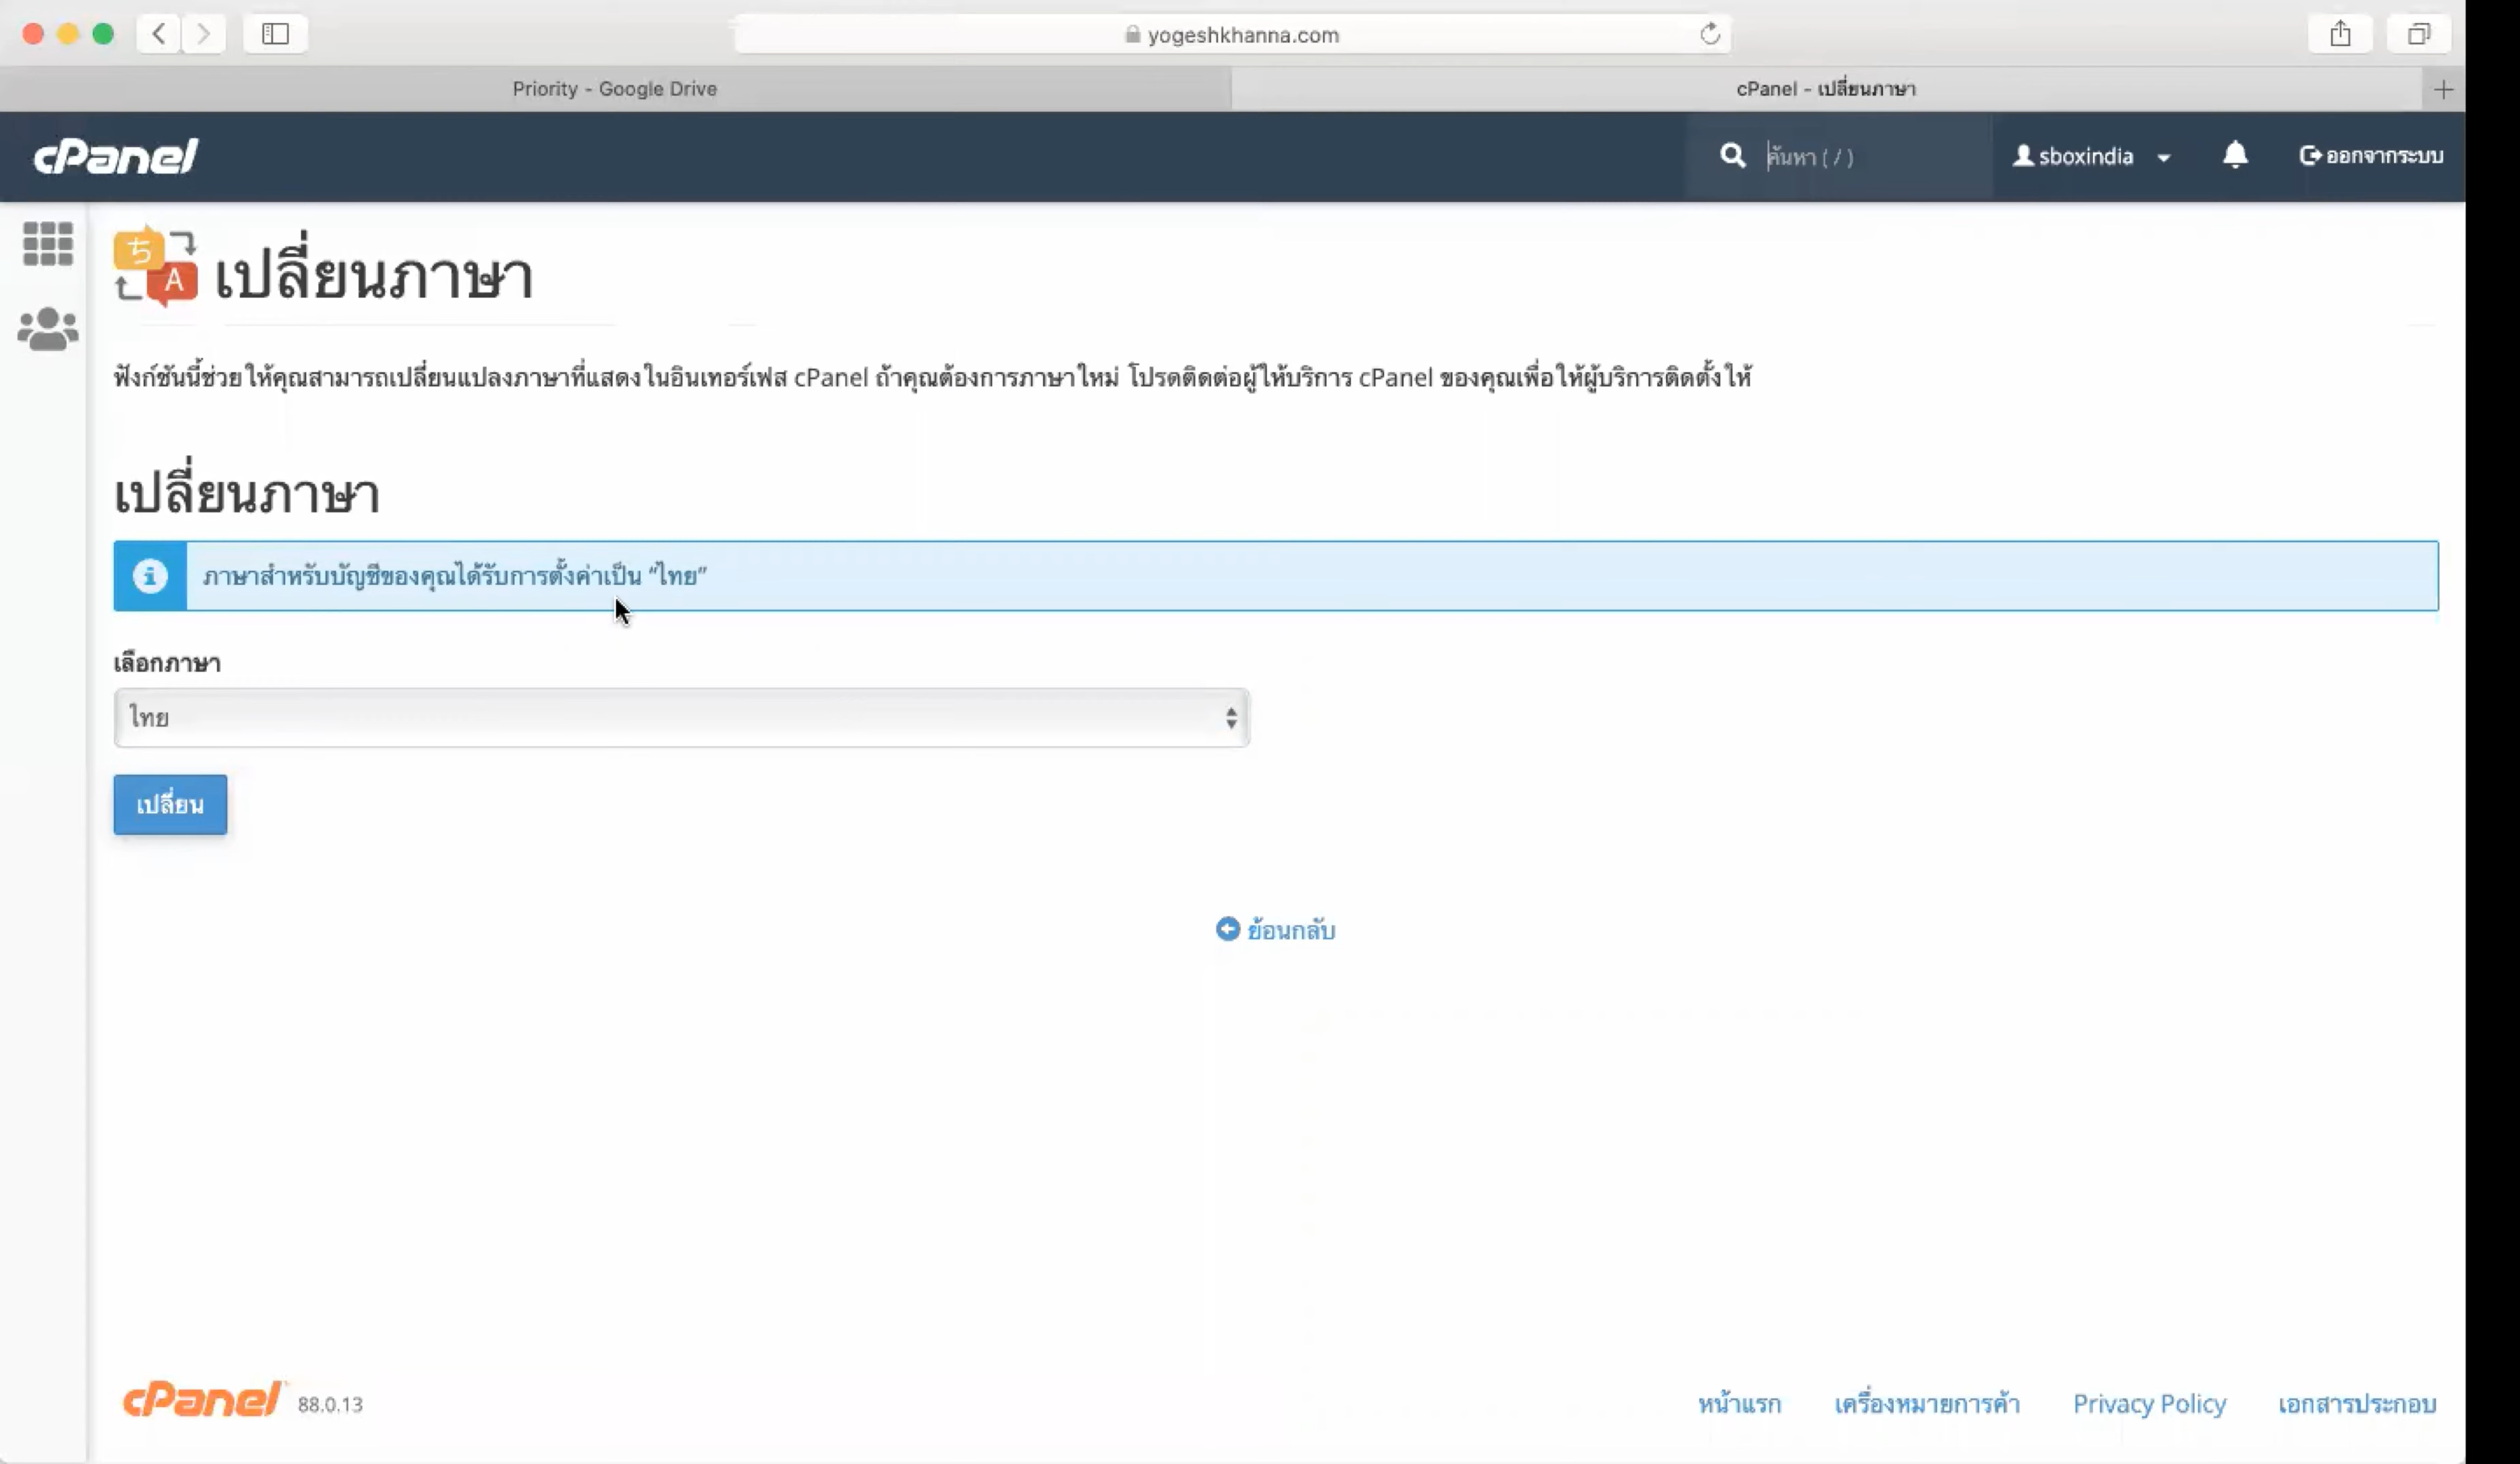 yogeshkhanna.com
Priority - Google Drive
cPanel - เปลี่ยนภาษา
cPanel
ค้นหา ( / )
sboxindia
ออกจากระบบ
ち
A
เปลี่ยนภาษา
ฟังก์ชันนี้ช่วยให้คุณสามารถเปลี่ยนแปลงภาษาที่แสดงในอินเทอร์เฟส cPanel ถ้าคุณต้องการภาษาใหม่ โปรดติดต่อผู้ให้บริการ cPanel ของคุณเพื่อให้ผู้บริการติดตั้งให้
เปลี่ยนภาษา
ภาษาสำหรับบัญชีของคุณได้รับการตั้งค่าเป็น “ไทย”
เลือกภาษา
ไทย
เปลี่ยน
ย้อนกลับ
cPanel 88.0.13
หน้าแรก
เครื่องหมายการค้า
Privacy Policy
เอกสารประกอบ